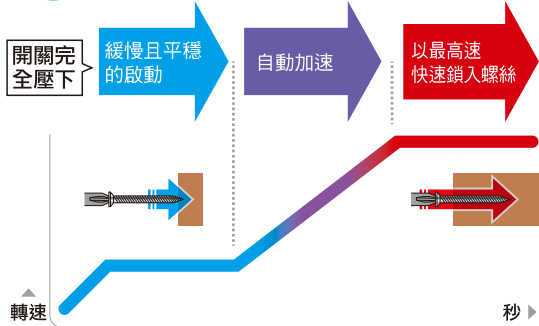 開關完
全壓下
緩慢且平穩
的啟動
自動加速
以最高速
快速鎖入螺絲
轉速
秒